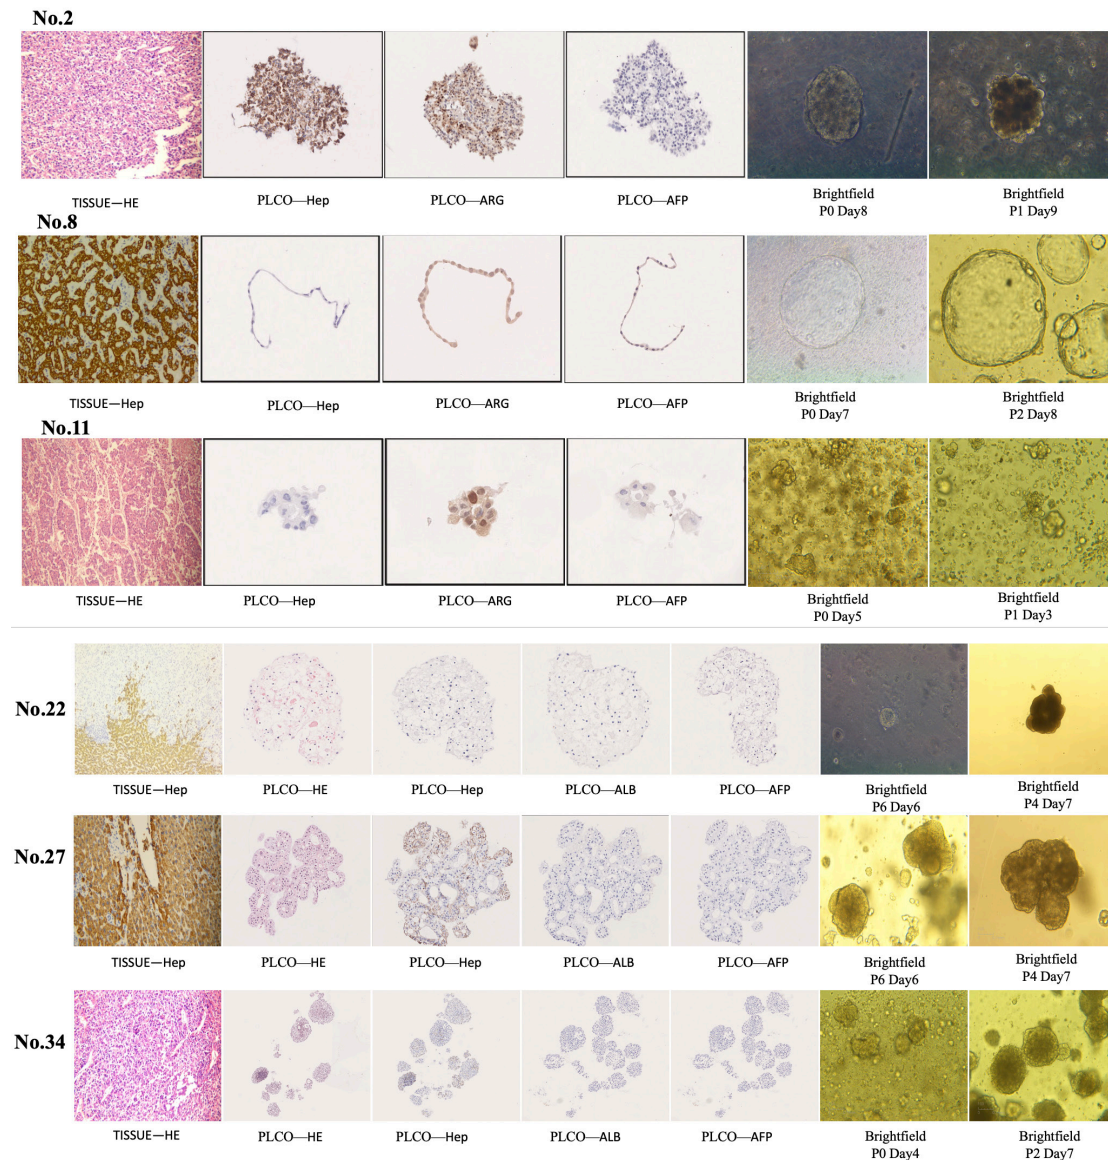 No.2
TISSUE—HE
PLCO—Hep
PLCO—ARG
PLCO—AFP
Brightfield
P0 Day8
Brightfield
P1 Day9
No.8
TISSUE—Hep
PLCO—Hep
PLCO—ARG
PLCO—AFP
Brightfield
P0 Day7
Brightfield
P2 Day8
No.11
TISSUE—HE
PLCO—Hep
PLCO—ARG
PLCO—AFP
Brightfield
P0 Day5
Brightfield
P1 Day3
No.22
TISSUE—Hep
PLCO—HE
PLCO—Hep
PLCO—ALB
PLCO—AFP
Brightfield
P6 Day6
Brightfield
P4 Day7
No.27
TISSUE—Hep
PLCO—HE
PLCO—Hep
PLCO—ALB
PLCO—AFP
Brightfield
P6 Day6
Brightfield
P4 Day7
No.34
TISSUE—HE
PLCO—HE
PLCO—Hep
PLCO—ALB
PLCO—AFP
Brightfield
P0 Day4
Brightfield
P2 Day7